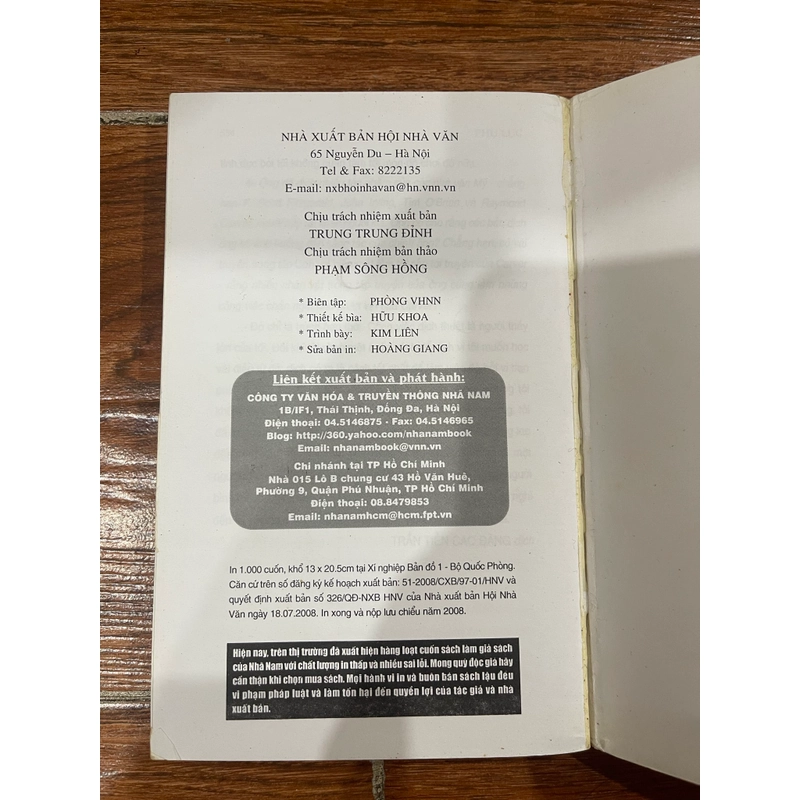 NHÀ XUẤT BẢN HỘI NHÀ VĂN
65 Nguyễn Du – Hà Nội
Tel & Fax: 8222135
E-mail: nxbhoinhavan@hn.vnn.vn
Chịu trách nhiệm xuất bản
TRUNG TRUNG ĐỈNH
Chịu trách nhiệm bản thảo
PHẠM SÔNG HỒNG
* Biên tập: PHÒNG VHNN
* Thiết kế bìa: HỮU KHOA
* Trình bày: KIM LIÊN
* Sửa bản in: HOÀNG GIANG
Liên kết xuất bản và phát hành:
CÔNG TY VĂN HÓA & TRUYỀN THÔNG NHÃ NAM
1B/IF1, Thái Thịnh, Đống Đa, Hà Nội
Điện thoại: 04.5146875 - Fax: 04.5146965
Blog: http://360.yahoo.com/nhanambook
Email: nhanambook@vnn.vn
Chi nhánh tại TP Hồ Chí Minh
Nhà 015 Lô B chung cư 43 Hồ Văn Huê,
Phường 9, Quận Phú Nhuận, TP Hồ Chí Minh
Điện thoại: 08.8479853
Email: nhanamhcm@hcm.fpt.vn
In 1.000 cuốn, khổ 13 x 20.5cm tại Xí nghiệp Bản đồ 1 - Bộ Quốc Phòng.
Căn cứ trên số đăng ký kế hoạch xuất bản: 51-2008/CXB/97-01/HNV và
quyết định xuất bản số 326/QĐ-NXB HNV của Nhà xuất bản Hội Nhà
Văn ngày 18.07.2008. In xong và nộp lưu chiểu năm 2008.
Hiện nay, trên thị trường đã xuất hiện hàng loạt cuốn sách làm giả sách
của Nhã Nam với chất lượng in thấp và nhiều sai lỗi. Mong quý độc giả hãy
cẩn thận khi chọn mua sách. Mọi hành vi in và buôn bán sách lậu đều
vi phạm pháp luật và làm tổn hại đến quyền lợi của tác giả và nhà
xuất bản.